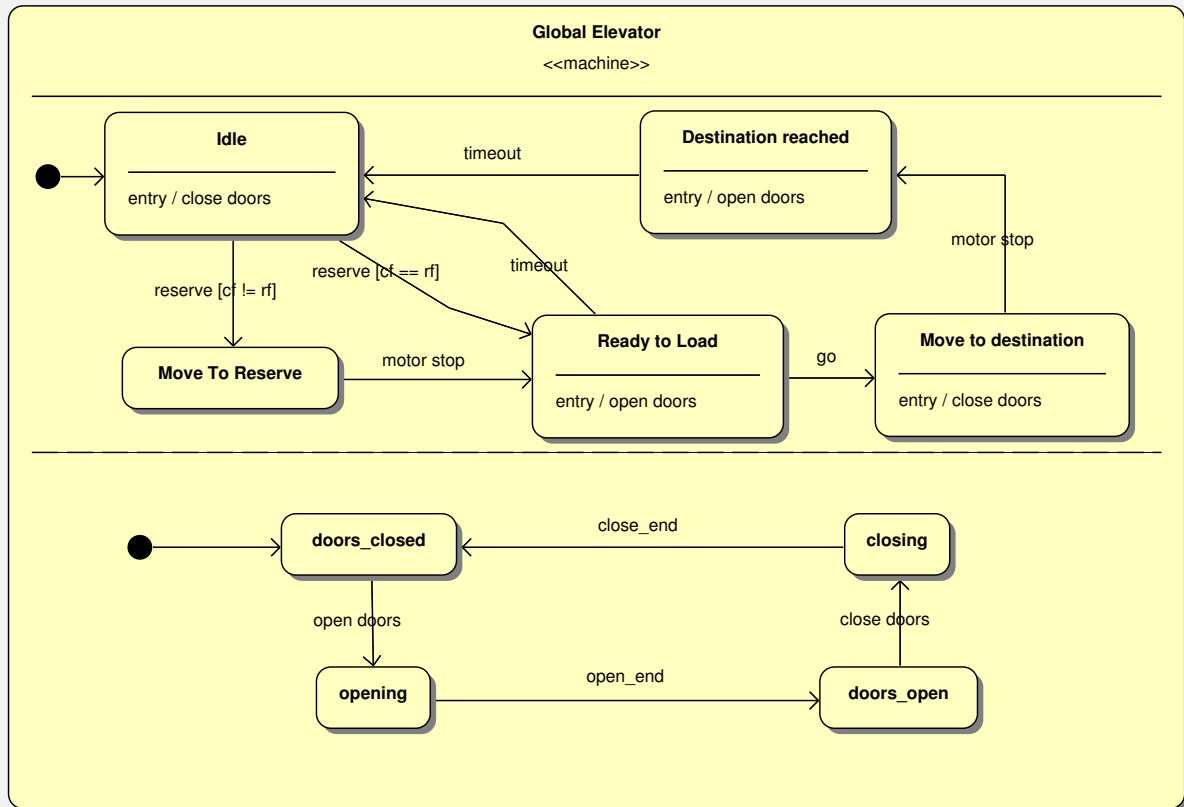 Global Elevator
<<machine>>
Idle
entry / close doors
Destination reached
entry / open doors
timeout
motor stop
reserve [cf == rf]
timeout
reserve [cf != rf]
Move To Reserve
motor stop
Ready to Load
entry / open doors
go
Move to destination
entry / close doors
doors_closed
close_end
closing
open doors
close doors
opening
open_end
doors_open